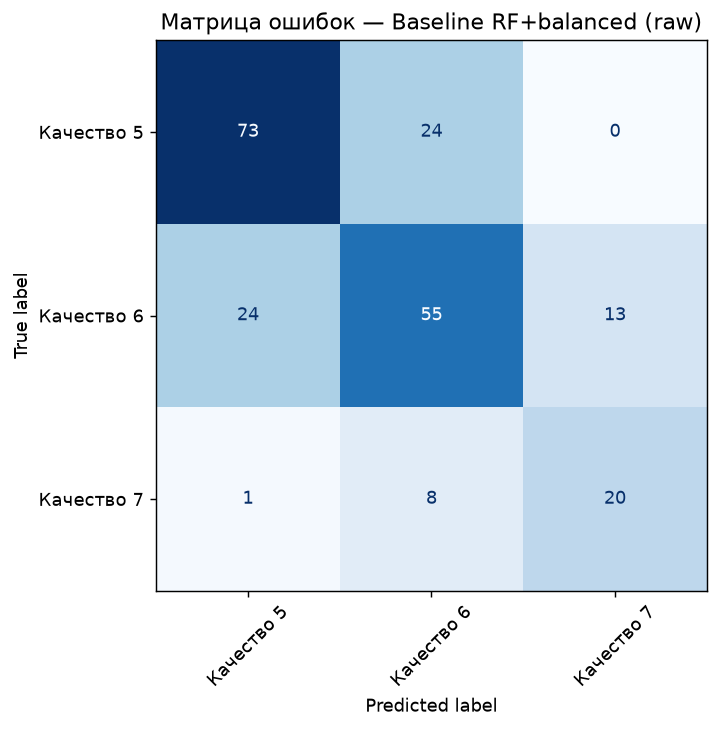 Матрица ошибок — Baseline RF+balanced (raw)
Качество 5
73
24
0
Качество 6
24
55
13
Качество 7
1
8
20
True label
Качество 5
Качество 6
Качество 7
Predicted label